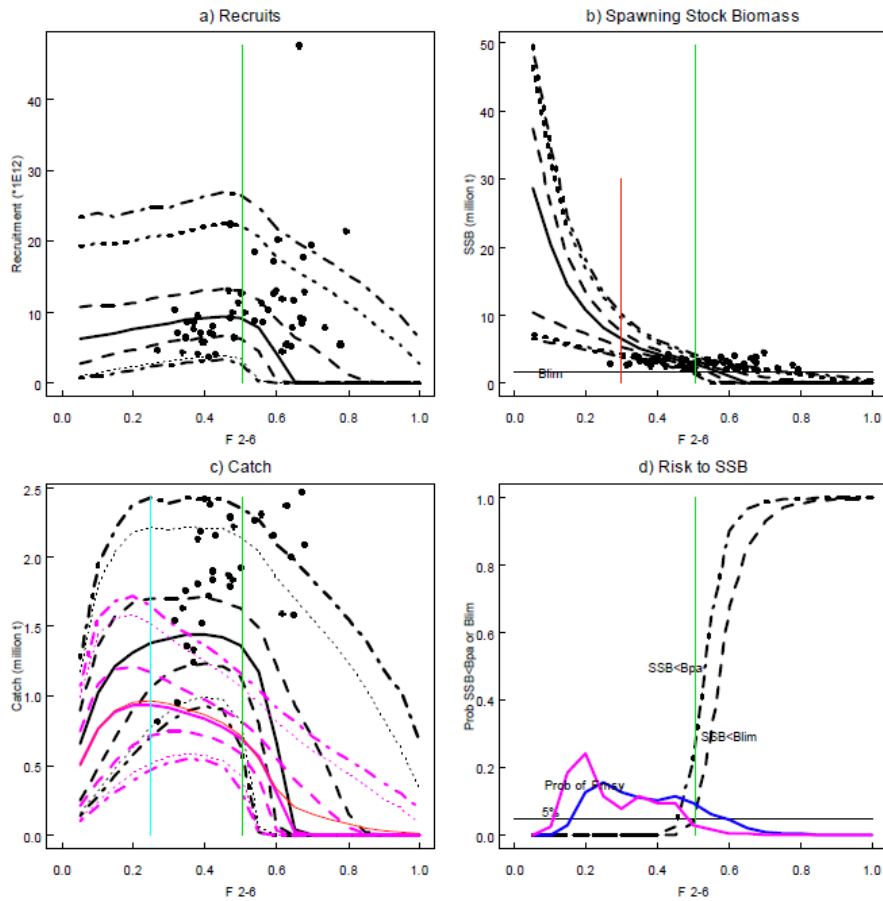 a) Recruits
Recruitment (*1E12)
40
30
20
10
0
0.0 0.2 0.4 0.6 0.8 1.0
F 2-6
b) Spawning Stock Biomass
SSB (million t)
50
40
30
20
10
0
Blim
0.0 0.2 0.4 0.6 0.8 1.0
F 2-6
c) Catch
Catch (million t)
2.5
2.0
1.5
1.0
0.5
0.0
0.0 0.2 0.4 0.6 0.8 1.0
F 2-6
d) Risk to SSB
Prob SSB<Bpa or Blim
1.0
0.8
0.6
0.4
0.2
0.0
SSB<Bpa
SSB<Blim
Prob of Fmsy
5%
0.0 0.2 0.4 0.6 0.8 1.0
F 2-6